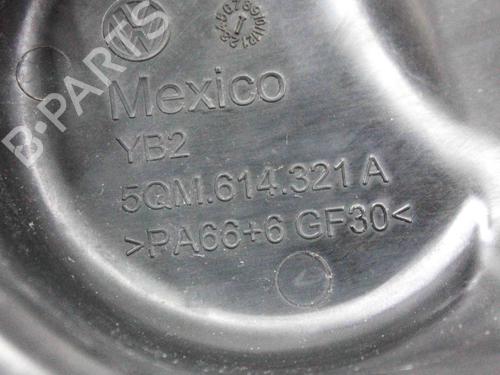 B-PARTS
Mexico
YB2
5QM.614.321 A
>PA66+6 GF30<